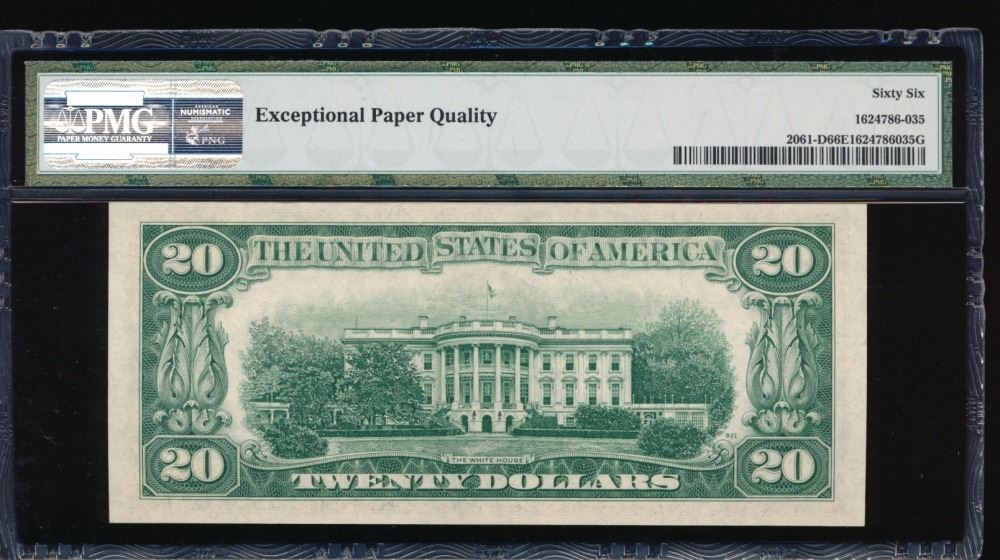 PMG
PAPER MONEY GUARANTY
NUMISMATIC
PNG
Exceptional Paper Quality
Sixty Six
1624786-035
2061-D66E1624786035G
20 THE UNITED STATES OF AMERICA 20
THE WHITE HOUSE
20 TWENTY DOLLARS 20